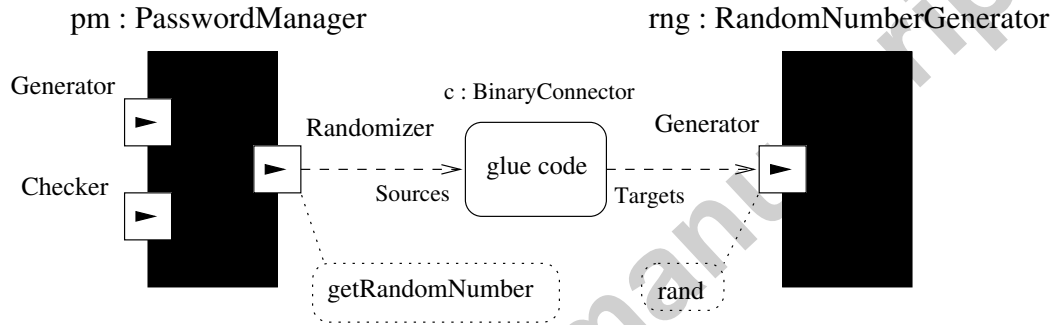 pm : PasswordManager
rng : RandomNumberGenerator
Generator
c : BinaryConnector
Randomizer
Generator
glue code
Checker
Sources
Targets
getRandomNumber
rand